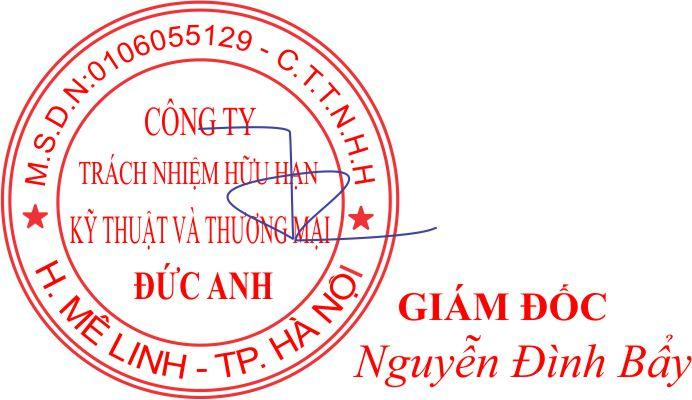 M.S.D.N:0106055129 - C.T.T.N.H.H
CÔNG TY
TRÁCH NHIỆM HỮU HẠN
KỸ THUẬT VÀ THƯƠNG MẠI
ĐỨC ANH
H. MÊ LINH - TP. HÀ NỘI
GIÁM ĐỐC
Nguyễn Đình Bẩy